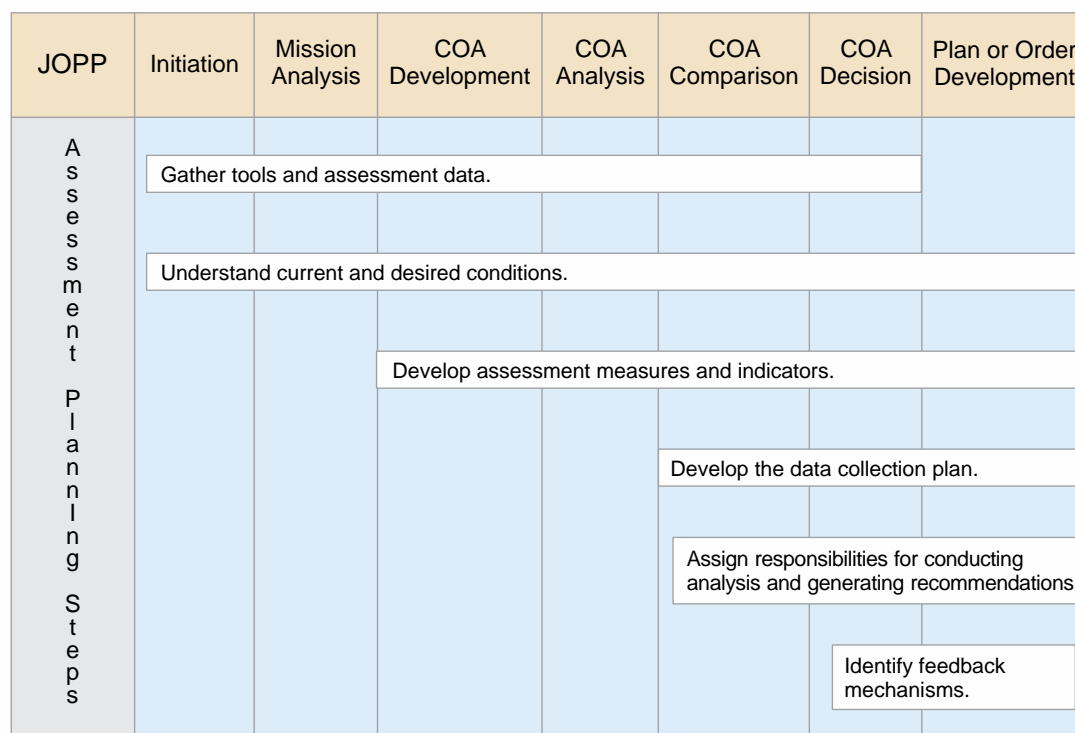 JOPP
Initiation
Mission
Analysis
COA
Development
COA
Analysis
COA
Comparison
COA
Decision
Plan or Order
Development
Assessment PlannIng Steps
Gather tools and assessment data.
Understand current and desired conditions.
Develop assessment measures and indicators.
Develop the data collection plan.
Assign responsibilities for conducting
analysis and generating recommendations
Identify feedback
mechanisms.